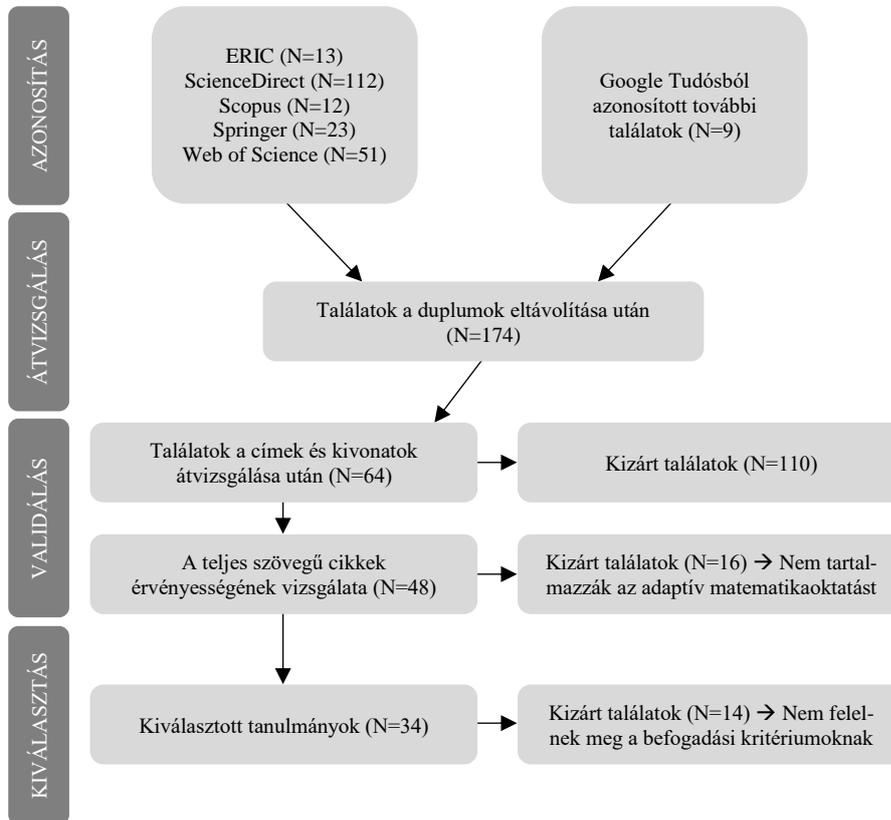 AZONOSÍTÁS
ERIC (N=13)
ScienceDirect (N=112)
Scopus (N=12)
Springer (N=23)
Web of Science (N=51)
Google Tudósból
azonosított további
találatok (N=9)
ÁTVIZSGÁLÁS
Találatok a duplumok eltávolítása után
(N=174)
VALIDÁLÁS
Találatok a címek és kivonatok
átvizsgálása után (N=64)
Kizárt találatok (N=110)
A teljes szövegű cikkek
érvényességének vizsgálata (N=48)
Kizárt találatok (N=16) → Nem tartal-
mazzák az adaptív matematikaoktatást
KIVÁLASZTÁS
Kiválasztott tanulmányok (N=34)
Kizárt találatok (N=14) → Nem felel-
nek meg a befogadási kritériumoknak